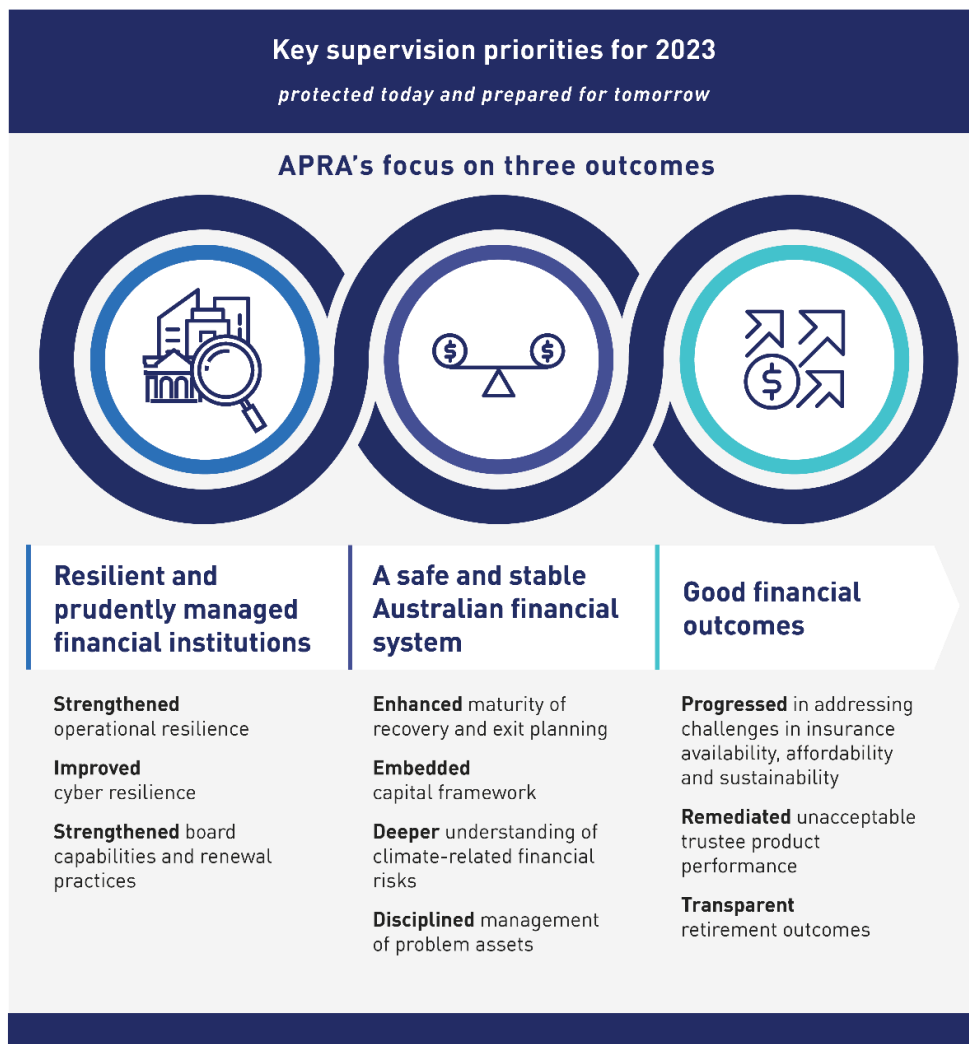 Key supervision priorities for 2023
protected today and prepared for tomorrow
APRA's focus on three outcomes
$
$
$
Resilient and
prudently managed
financial institutions
Strengthened
operational resilience
Improved
cyber resilience
Strengthened board
capabilities and renewal
practices
A safe and stable
Australian financial
system
Enhanced maturity of
recovery and exit planning
Embedded
capital framework
Deeper understanding of
climate-related financial
risks
Disciplined management
of problem assets
Good financial
outcomes
Progressed in addressing
challenges in insurance
availability, affordability
and sustainability
Remediated unacceptable
trustee product
performance
Transparent
retirement outcomes